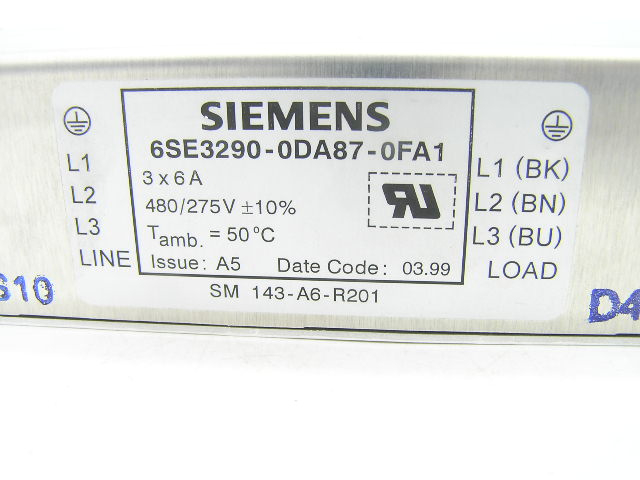 SIEMENS
6SE3290-0DA87-0FA1
3 x 6 A
480/275V ±10%
Tamb. = 50°C
Issue: A5 Date Code: 03.99
L1
L2
L3
LINE
L1 (BK)
L2 (BN)
L3 (BU)
LOAD
SM 143-A6-R201
610
D4